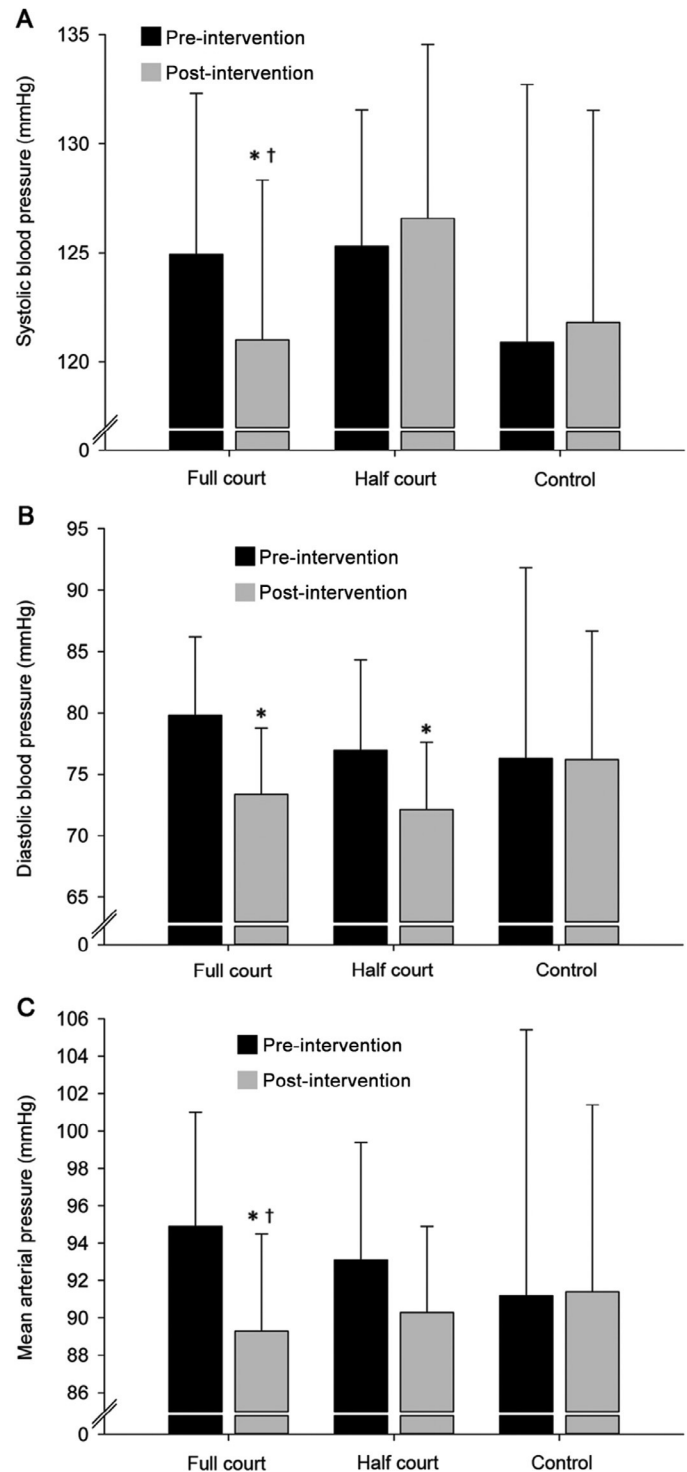 A
Systolic blood pressure (mmHg)
135
130
125
120
0
Pre-intervention
Post-intervention
* †
Full court
Half court
Control
B
Diastolic blood pressure (mmHg)
95
90
85
80
75
70
65
0
Pre-intervention
Post-intervention
*
*
Full court
Half court
Control
C
Mean arterial pressure (mmHg)
106
104
102
100
98
96
94
92
90
88
86
0
Pre-intervention
Post-intervention
* †
Full court
Half court
Control